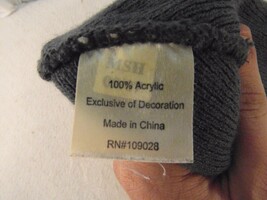 100% Acrylic
Exclusive of Decoration
Made in China
RN#109028